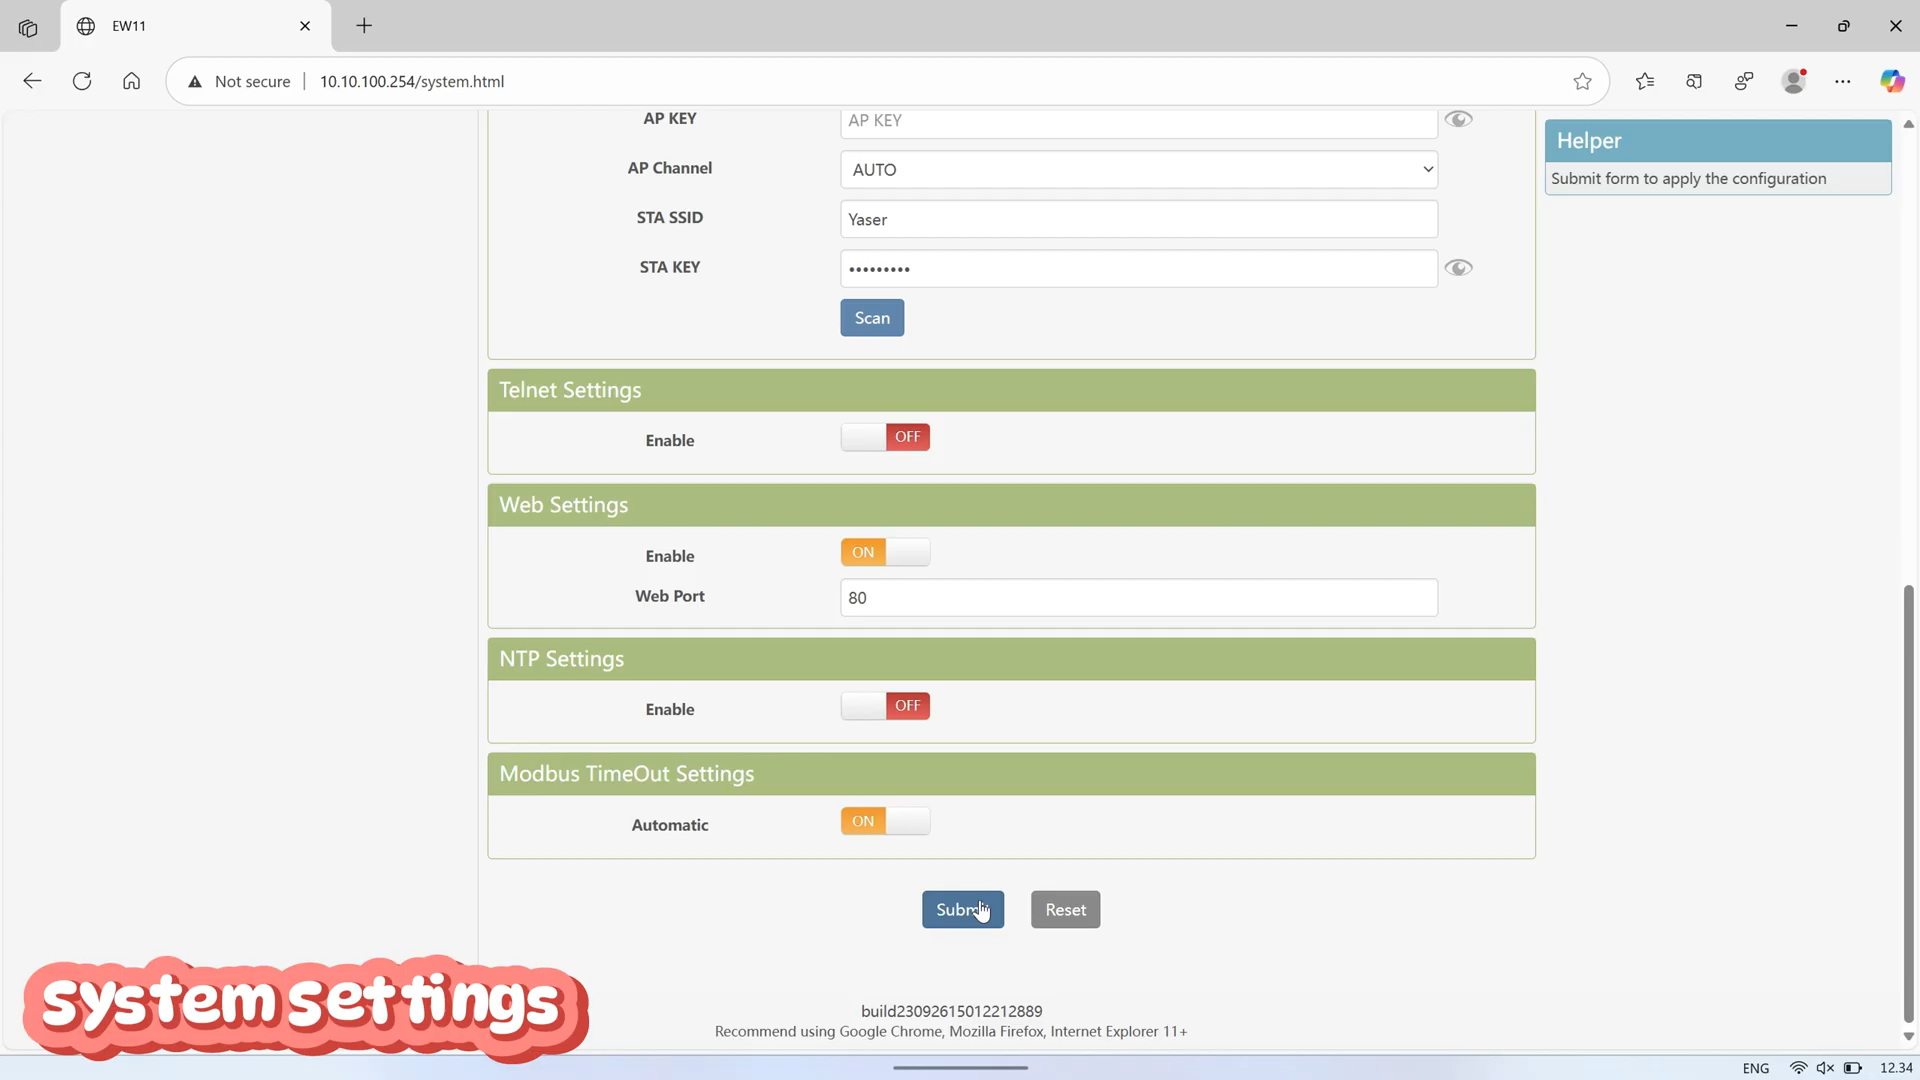 EW11
Not secure
10.10.100.254/system.html
AP KEY
AP KEY
AP Channel
AUTO
STA SSID
Yaser
STA KEY
•••••••••
Scan
Telnet Settings
Enable
OFF
Web Settings
Enable
ON
Web Port
80
NTP Settings
Enable
OFF
Modbus TimeOut Settings
Automatic
ON
Submit
Reset
build23092615012212889
Recommend using Google Chrome, Mozilla Firefox, Internet Explorer 11+
Helper
Submit form to apply the configuration
system settings
ENG
12.34